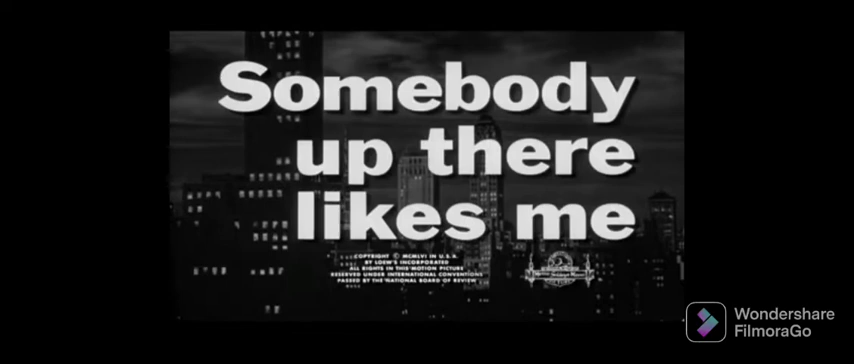 Somebody
up there
likes me
COPYRIGHT © MCMLVI IN U.S.A.
BY LOEW'S INCORPORATED
ALL RIGHTS IN THIS MOTION PICTURE
RESERVED UNDER INTERNATIONAL CONVENTIONS
PASSED BY THE NATIONAL BOARD OF REVIEW
Wondershare
FilmoraGo